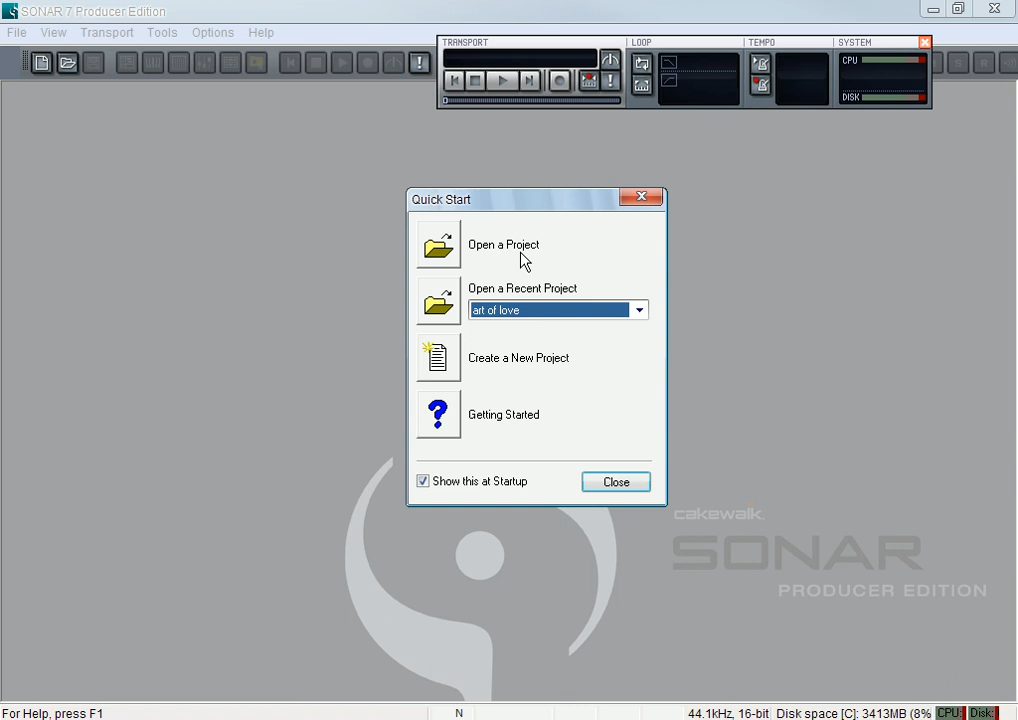 SONAR 7 Producer Edition
File View Transport Tools Options Help
TRANSPORT LOOP TEMPO SYSTEM
CPU
DISK
Quick Start
Open a Project
Open a Recent Project
art of love
Create a New Project
Getting Started
Show this at Startup
Close
cakewalk
SONAR
PRODUCER EDITION
For Help, press F1
N
44.1kHz, 16-bit
Disk space [C]: 3413MB (8%
CPU:
Disk: